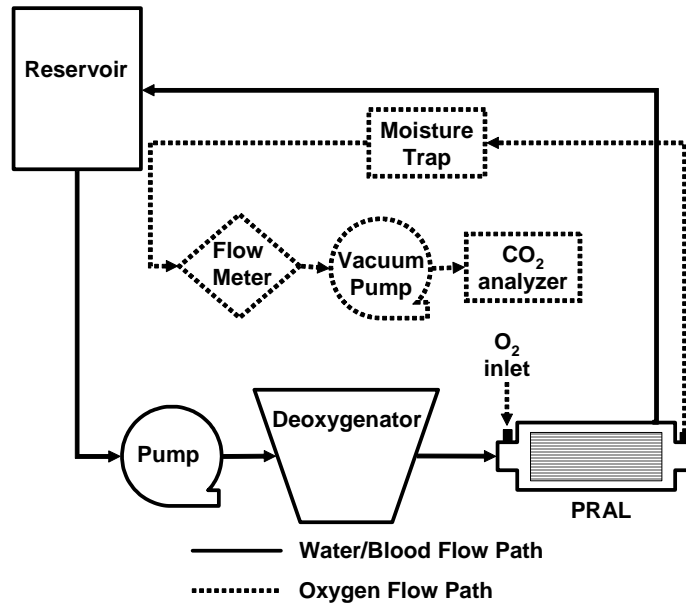 Reservoir
Moisture
Trap
Flow
Meter
Vacuum
Pump
CO₂
analyzer
O₂
inlet
Deoxygenator
Pump
PRAL
Water/Blood Flow Path
Oxygen Flow Path